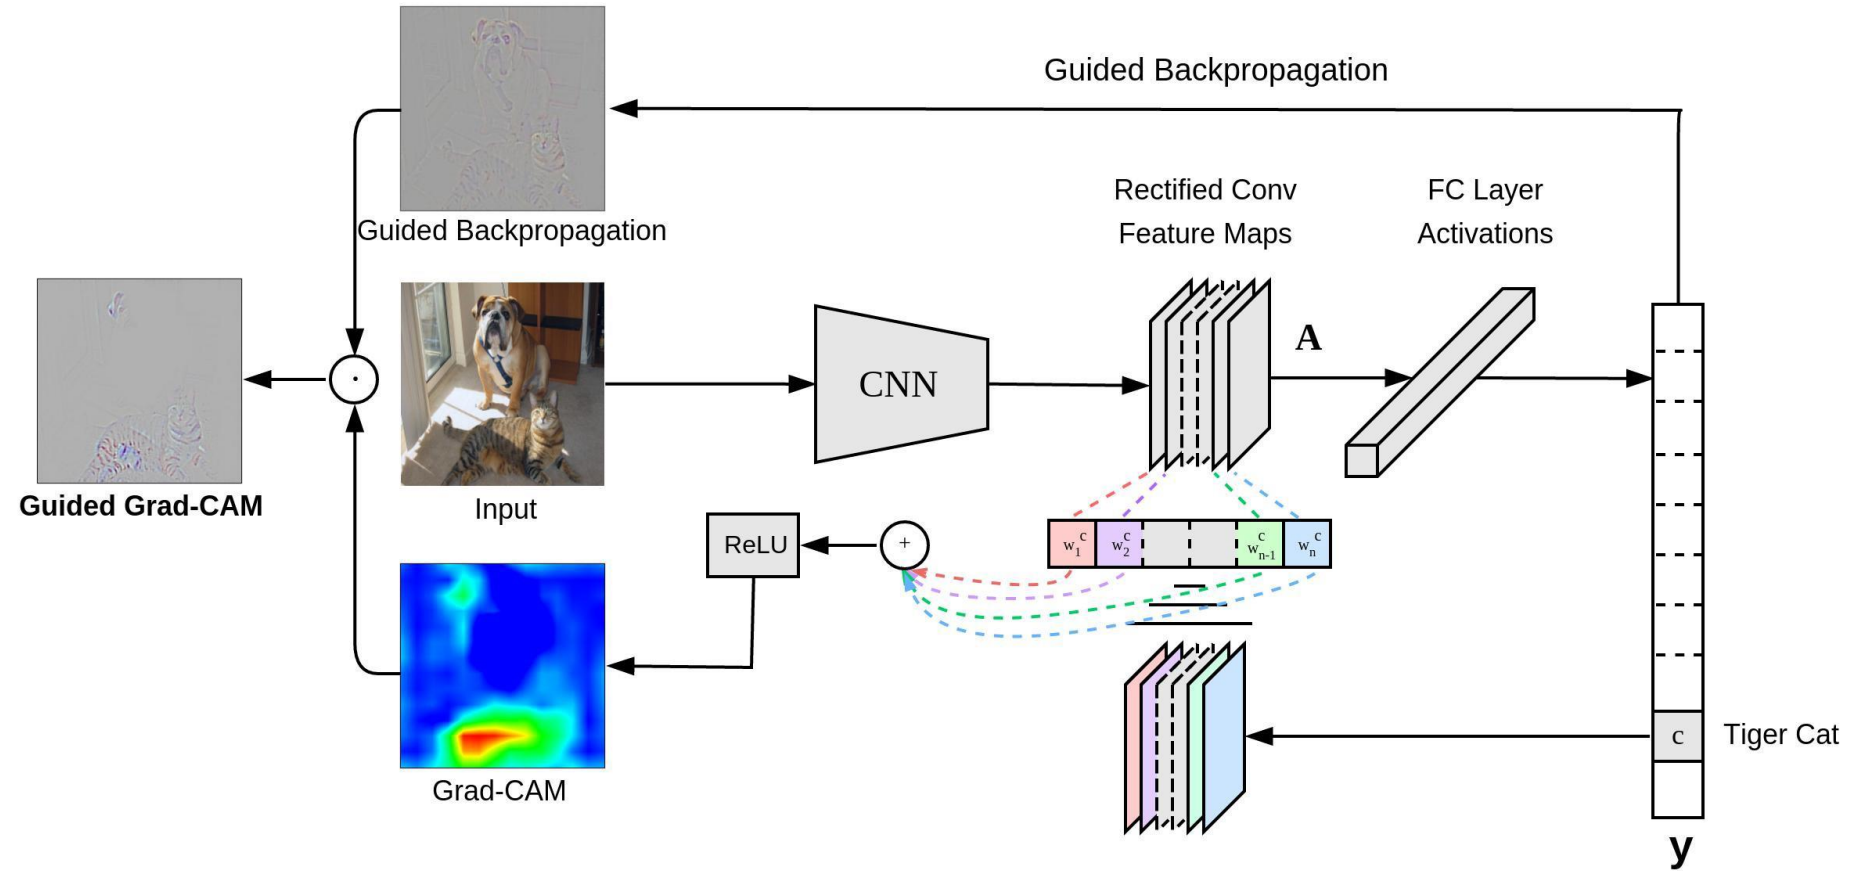 Guided Backpropagation
Rectified Conv
Feature Maps
FC Layer
Activations
Guided Backpropagation
A
CNN
Input
Guided Grad-CAM
ReLU
+
w1c
w2c
wn-1c
wnc
c
Tiger Cat
Grad-CAM
y